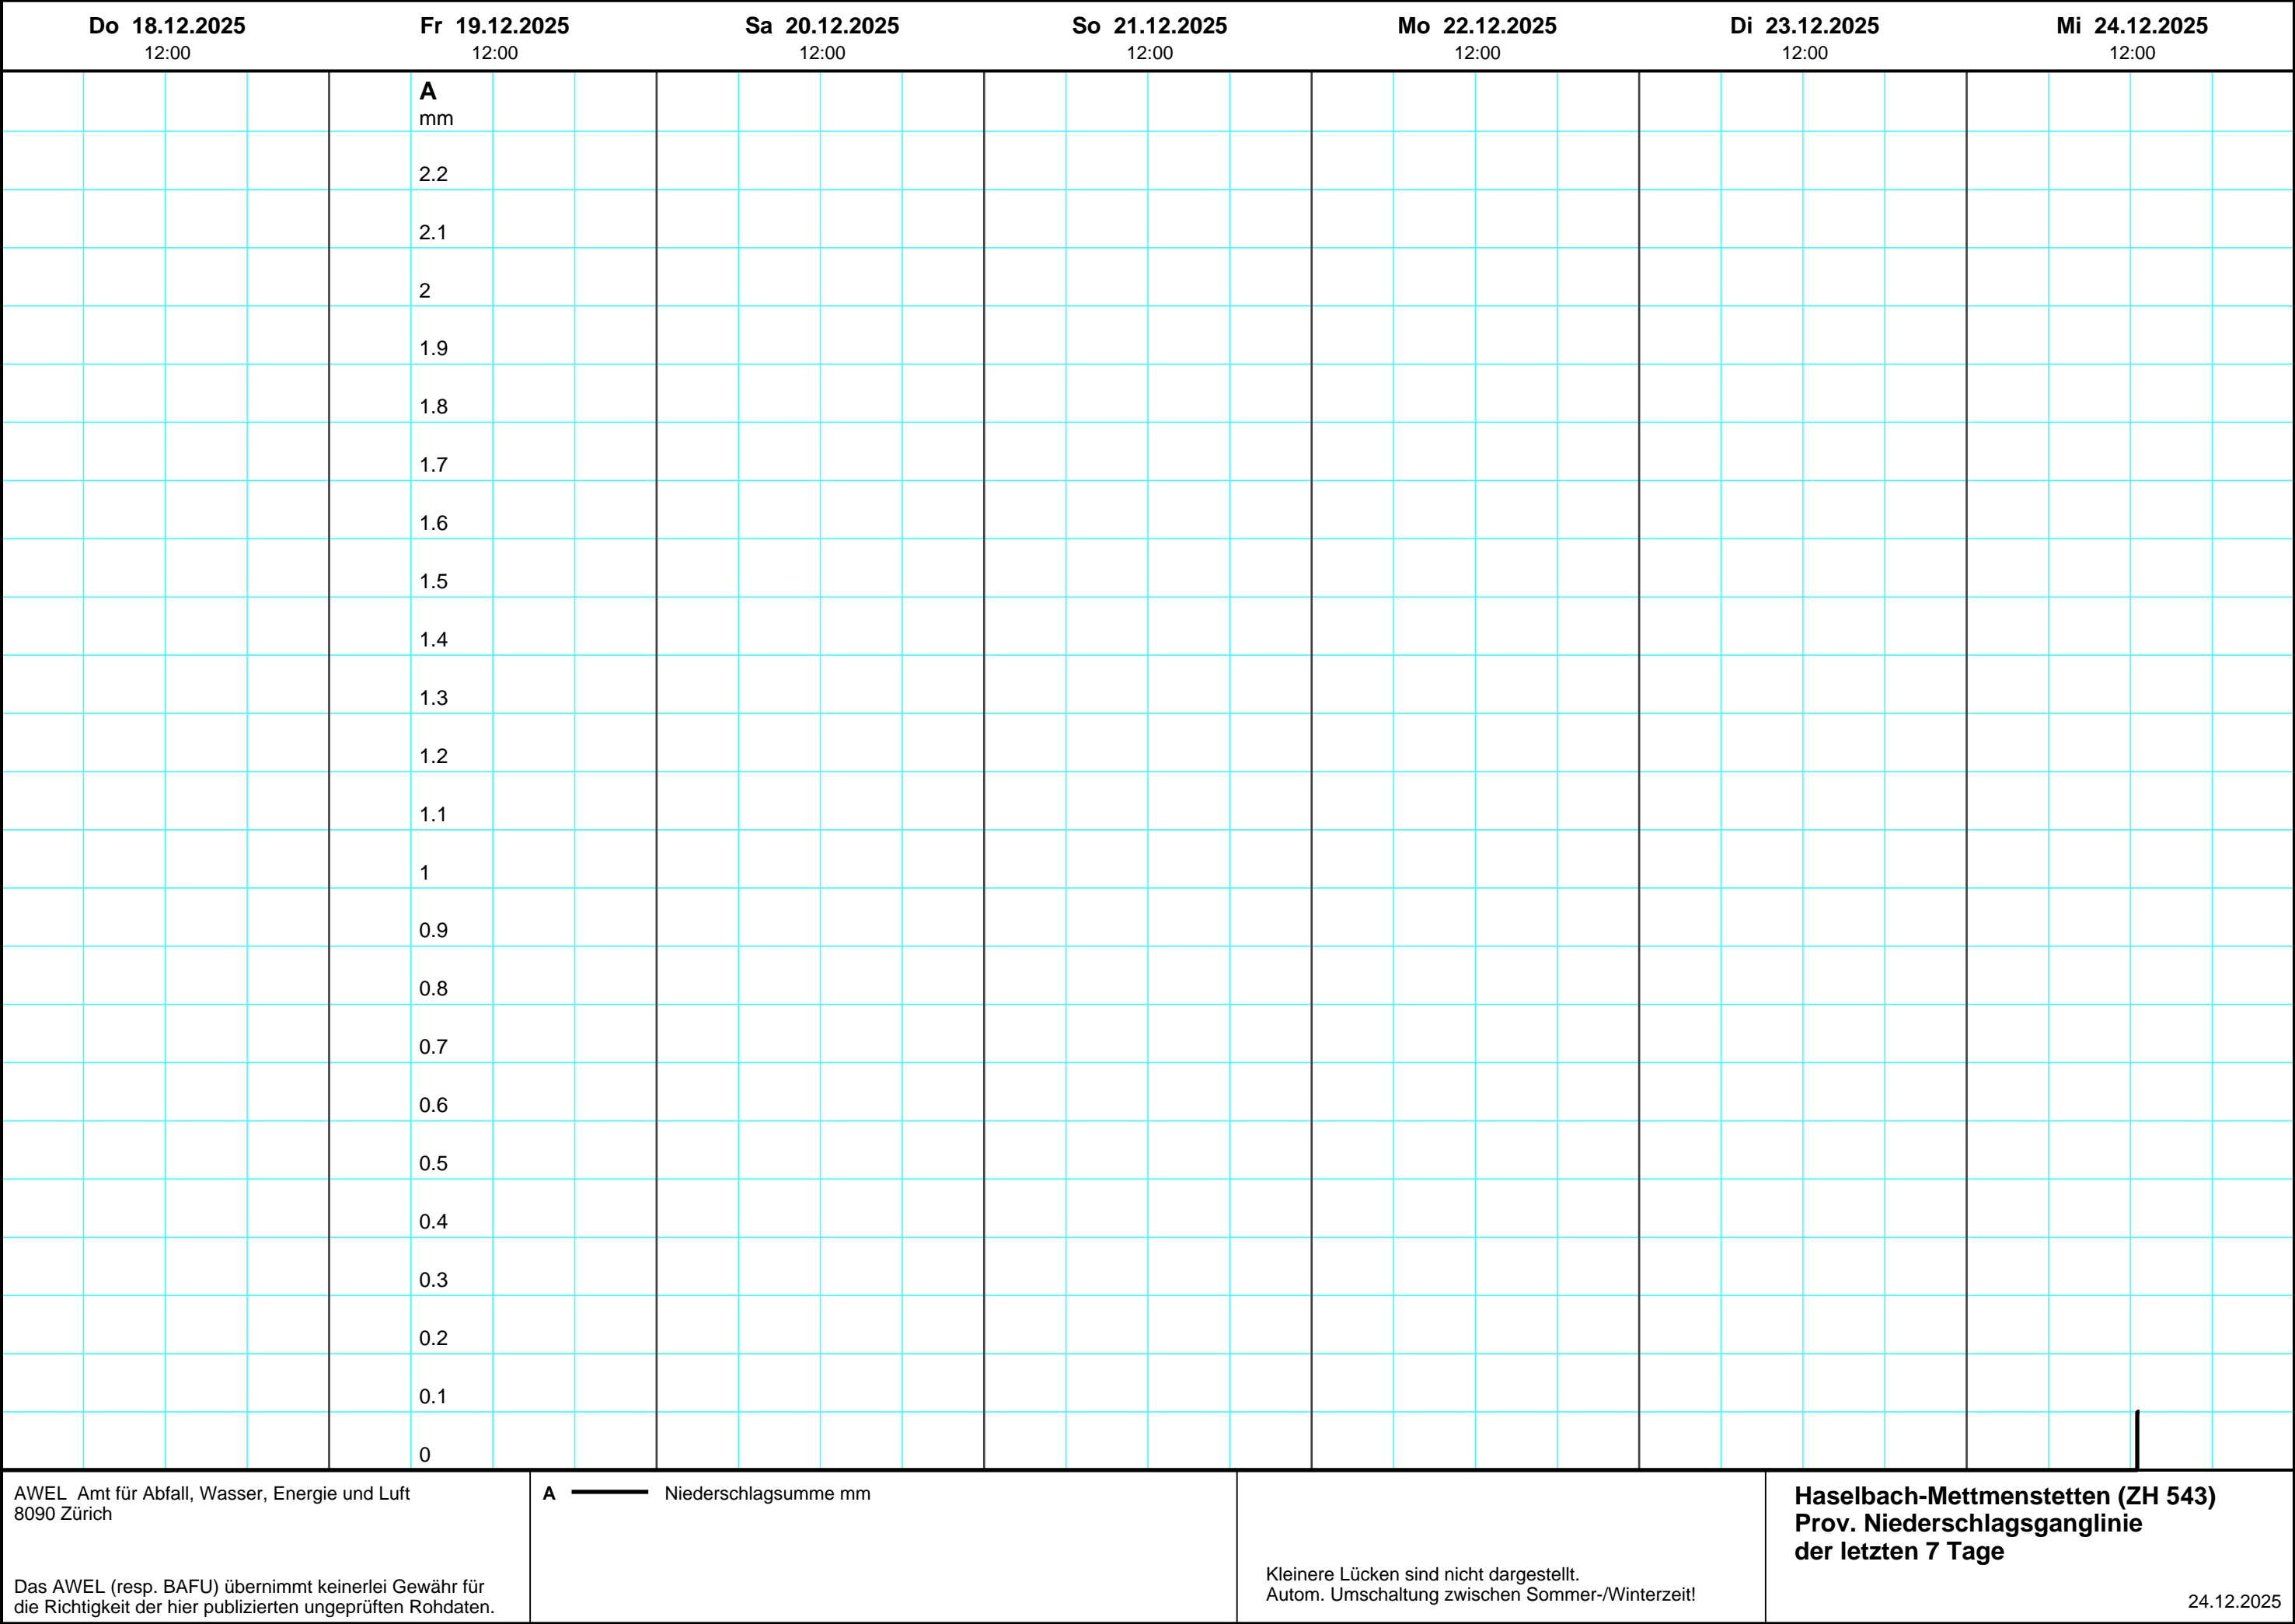 Do 18.12.2025 Fr 19.12.2025 Sa 20.12.2025 So 21.12.2025 Mo 22.12.2025 Di 23.12.2025 Mi 24.12.2025
12:00 12:00 12:00 12:00 12:00 12:00 12:00
A
mm
2.2
2.1
2
1.9
1.8
1.7
1.6
1.5
1.4
1.3
1.2
1.1
1
0.9
0.8
0.7
0.6
0.5
0.4
0.3
0.2
0.1
0
AWEL Amt für Abfall, Wasser, Energie und Luft
8090 Zürich
Das AWEL (resp. BAFU) übernimmt keinerlei Gewähr für
die Richtigkeit der hier publizierten ungeprüften Rohdaten.
A Niederschlagsumme mm
Kleinere Lücken sind nicht dargestellt.
Autom. Umschaltung zwischen Sommer-/Winterzeit!
Haselbach-Mettmenstetten (ZH 543)
Prov. Niederschlagsganglinie
der letzten 7 Tage
24.12.2025